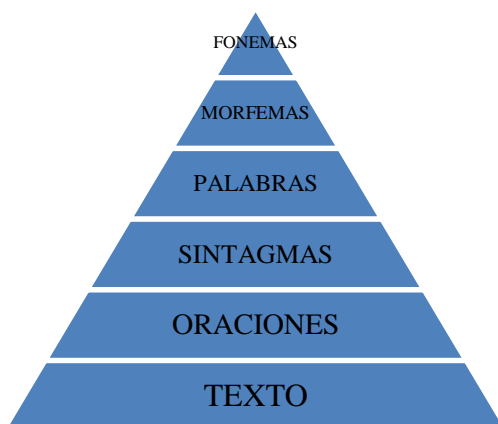 FONEMAS
MORFEMAS
PALABRAS
SINTAGMAS
ORACIONES
TEXTO